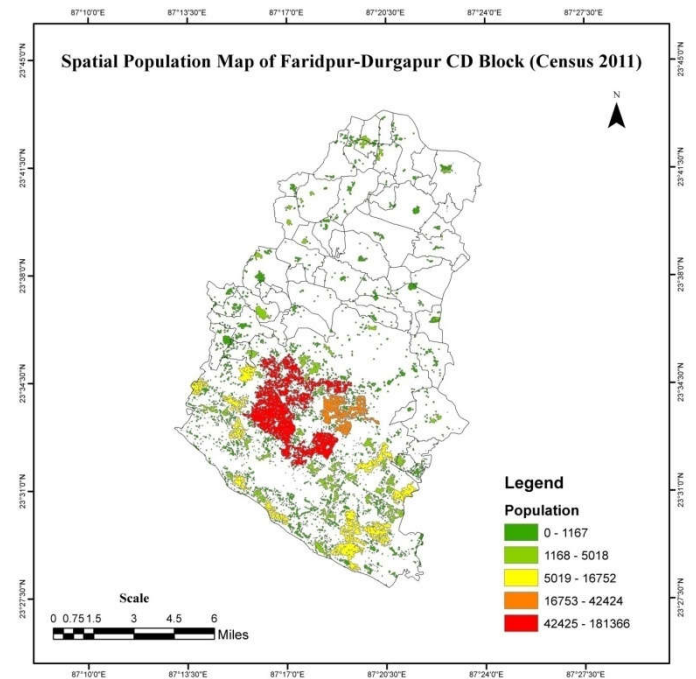 87°10'0"E 87°13'30"E 87°17'0"E 87°20'30"E 87°24'0"E 87°27'30"E
Spatial Population Map of Faridpur-Durgapur CD Block (Census 2011)
N
23°45'0"N 23°45'0"N
23°41'30"N 23°41'30"N
23°38'0"N 23°38'0"N
23°34'30"N 23°34'30"N
23°31'0"N 23°31'0"N
23°27'30"N 23°27'30"N
Legend
Population
0 - 1167
1168 - 5018
5019 - 16752
16753 - 42424
42425 - 181366
Scale
0 0.75 1.5 3 4.5 6
Miles
87°10'0"E 87°13'30"E 87°17'0"E 87°20'30"E 87°24'0"E 87°27'30"E